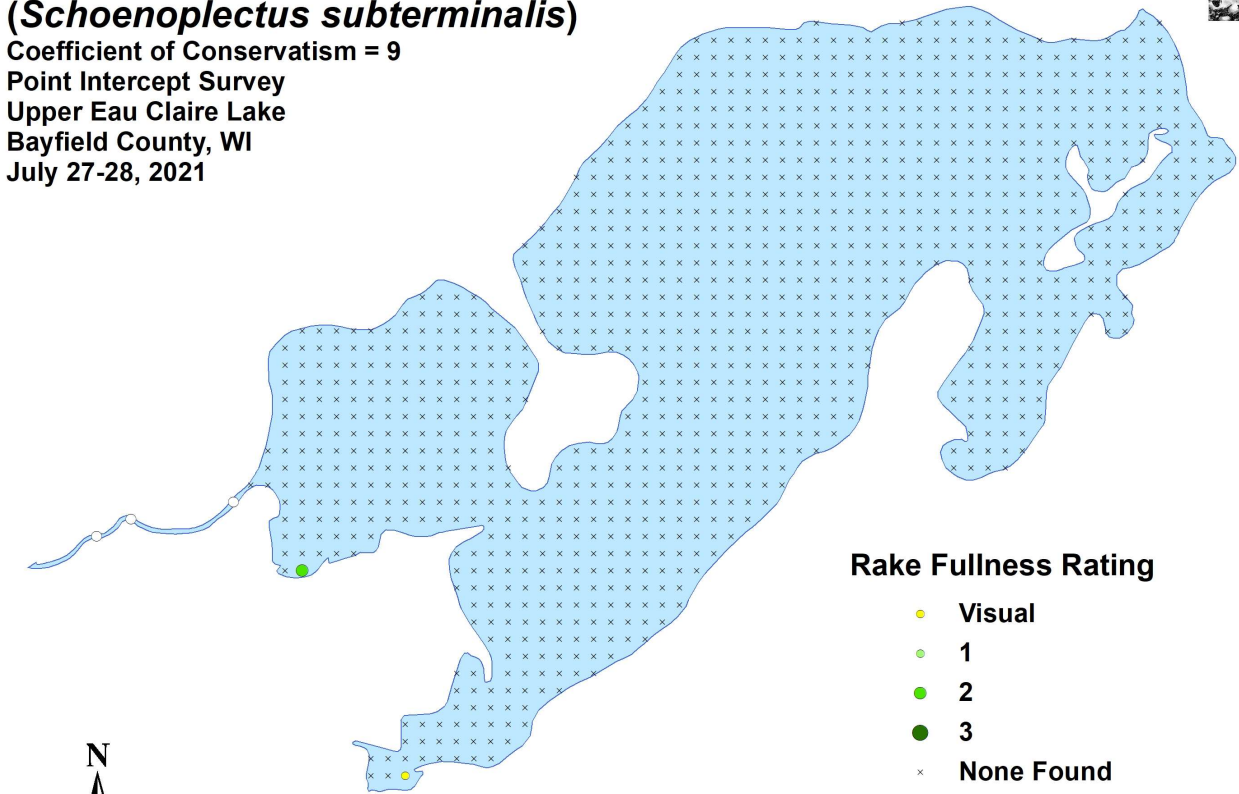 (Schoenoplectus subterminalis)
Coefficient of Conservatism = 9
Point Intercept Survey
Upper Eau Claire Lake
Bayfield County, WI
July 27-28, 2021
Rake Fullness Rating
Visual
1
2
3
None Found
N